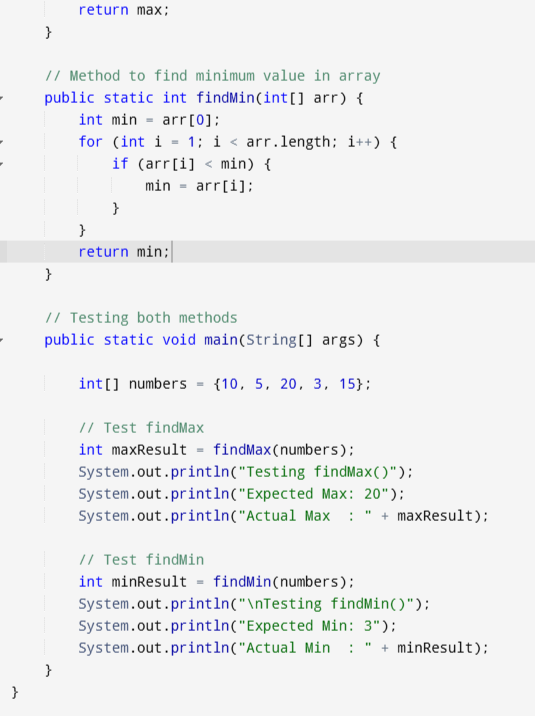 return max;
}
// Method to find minimum value in array
public static int findMin(int[] arr) {
int min = arr[0];
for (int i = 1; i < arr.length; i++) {
if (arr[i] < min) {
min = arr[i];
}
}
return min;
}
// Testing both methods
public static void main(String[] args) {
int[] numbers = {10, 5, 20, 3, 15};
// Test findMax
int maxResult = findMax(numbers);
System.out.println("Testing findMax()");
System.out.println("Expected Max: 20");
System.out.println("Actual Max  : " + maxResult);
// Test findMin
int minResult = findMin(numbers);
System.out.println("\nTesting findMin()");
System.out.println("Expected Min: 3");
System.out.println("Actual Min  : " + minResult);
}
}